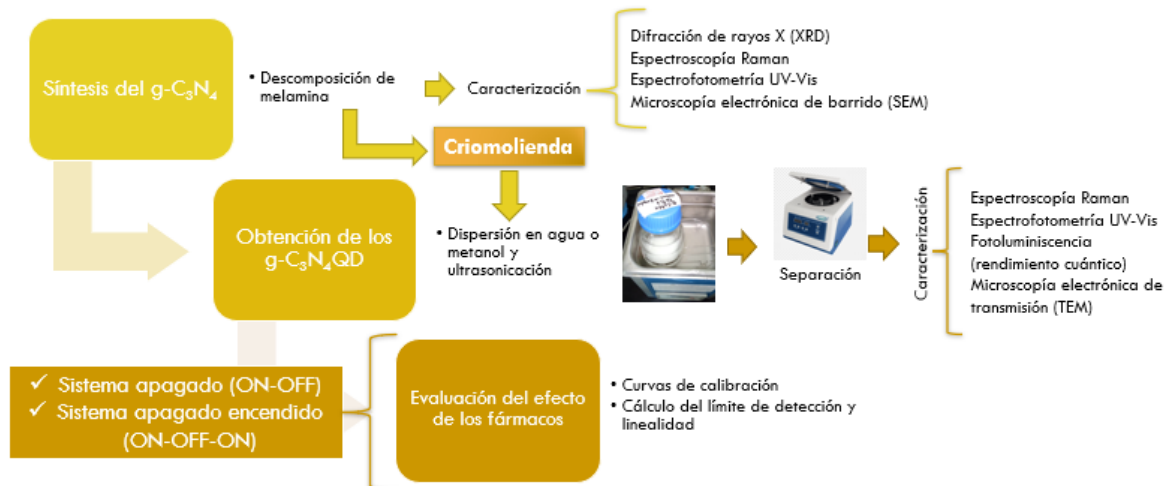 Síntesis del g-C₃N₄
• Descomposición de
melamina
Caracterización
Difracción de rayos X (XRD)
Espectroscopía Raman
Espectrofotometría UV-Vis
Microscopía electrónica de barrido (SEM)
Criomolienda
Obtención de los
g-C₃N₄QD
• Dispersión en agua o
metanol y
ultrasonicación
Separación
Caracterización
Espectroscopía Raman
Espectrofotometría UV-Vis
Fotoluminiscencia
(rendimiento cuántico)
Microscopía electrónica de
transmisión (TEM)
✓ Sistema apagado (ON-OFF)
✓ Sistema apagado encendido
(ON-OFF-ON)
Evaluación del efecto
de los fármacos
• Curvas de calibración
• Cálculo del límite de detección y
linealidad